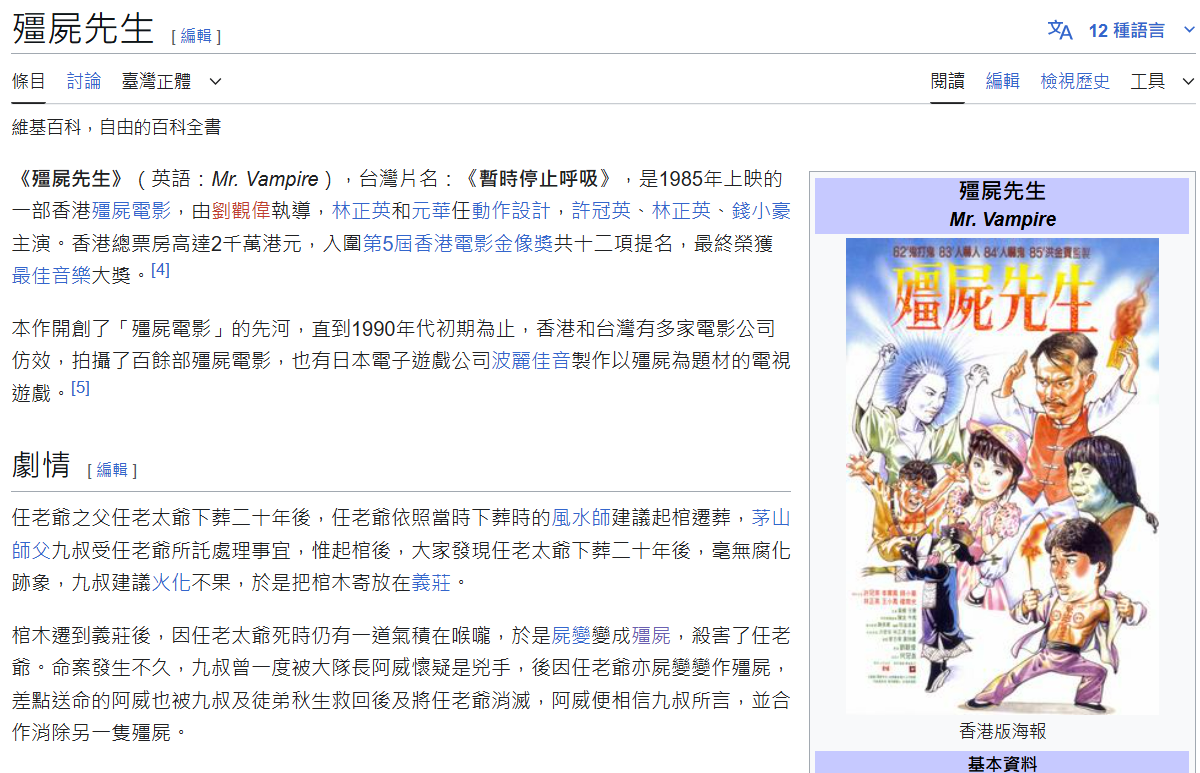 殭屍先生 [ 編輯 ]
12 種語言
條目 討論 臺灣正體
閱讀 編輯 檢視歷史 工具
維基百科，自由的百科全書
《殭屍先生》（英語：Mr. Vampire），台灣片名：《暫時停止呼吸》，是1985年上映的
一部香港殭屍電影，由劉觀偉執導，林正英和元華任動作設計，許冠英、林正英、錢小豪
主演。香港總票房高達2千萬港元，入圍第5屆香港電影金像獎共十二項提名，最終榮獲
最佳音樂大獎。[4]
本作開創了「殭屍電影」的先河，直到1990年代初期為止，香港和台灣有多家電影公司
仿效，拍攝了百餘部殭屍電影，也有日本電子遊戲公司波麗佳音製作以殭屍為題材的電視
遊戲。[5]
劇情 [ 編輯 ]
任老爺之父任老太爺下葬二十年後，任老爺依照當時下葬時的風水師建議起棺遷葬，茅山
師父九叔受任老爺所託處理事宜，惟起棺後，大家發現任老太爺下葬二十年後，毫無腐化
跡象，九叔建議火化不果，於是把棺木寄放在義莊。
棺木遷到義莊後，因任老太爺死時仍有一道氣積在喉嚨，於是屍變變成殭屍，殺害了任老
爺。命案發生不久，九叔曾一度被大隊長阿威懷疑是兇手，後因任老爺亦屍變變作殭屍，
差點送命的阿威也被九叔及徒弟秋生救回後及將任老爺消滅，阿威便相信九叔所言，並合
作消除另一隻殭屍。
殭屍先生
Mr. Vampire
82'鬼打鬼 83'人嚇人 84'人嚇鬼 85'洪金寶監製
殭屍先生
香港版海報
基本資料